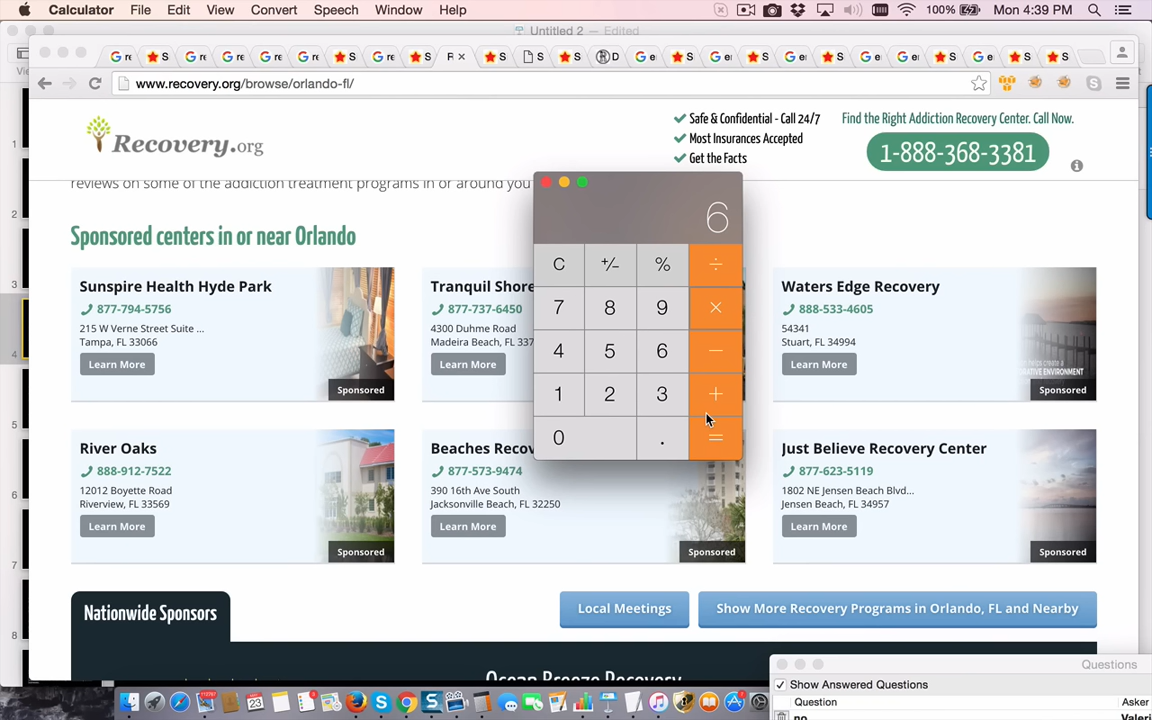 Calculator File Edit View Convert Speech Window Help 100% Mon 4:39 PM
Untitled 2 — Edited
www.recovery.org/browse/orlando-fl/
Recovery.org
Safe & Confidential - Call 24/7
Most Insurances Accepted
Get the Facts
Find the Right Addiction Recovery Center. Call Now.
1-888-368-3381
reviews on some of the addiction treatment programs in or around you
Sponsored centers in or near Orlando
Sunspire Health Hyde Park
877-794-5756
215 W Verne Street Suite ...
Tampa, FL 33066
Learn More
Sponsored
Tranquil Shore
877-737-6450
4300 Duhme Road
Madeira Beach, FL 337
Learn More
Waters Edge Recovery
888-533-4605
54341
Stuart, FL 34994
Learn More
Sponsored
6
C +/- % ÷
7 8 9 ×
4 5 6 −
1 2 3 +
0 . =
River Oaks
888-912-7522
12012 Boyette Road
Riverview, FL 33569
Learn More
Sponsored
Beaches Recov
877-573-9474
390 16th Ave South
Jacksonville Beach, FL 32250
Learn More
Sponsored
Just Believe Recovery Center
877-623-5119
1802 NE Jensen Beach Blvd...
Jensen Beach, FL 34957
Learn More
Sponsored
Nationwide Sponsors
Local Meetings
Show More Recovery Programs in Orlando, FL and Nearby
Ocean Breeze Recovery
Questions
Show Answered Questions
Question Asker
no Valeri
1
2
3
4
5
6
7
8